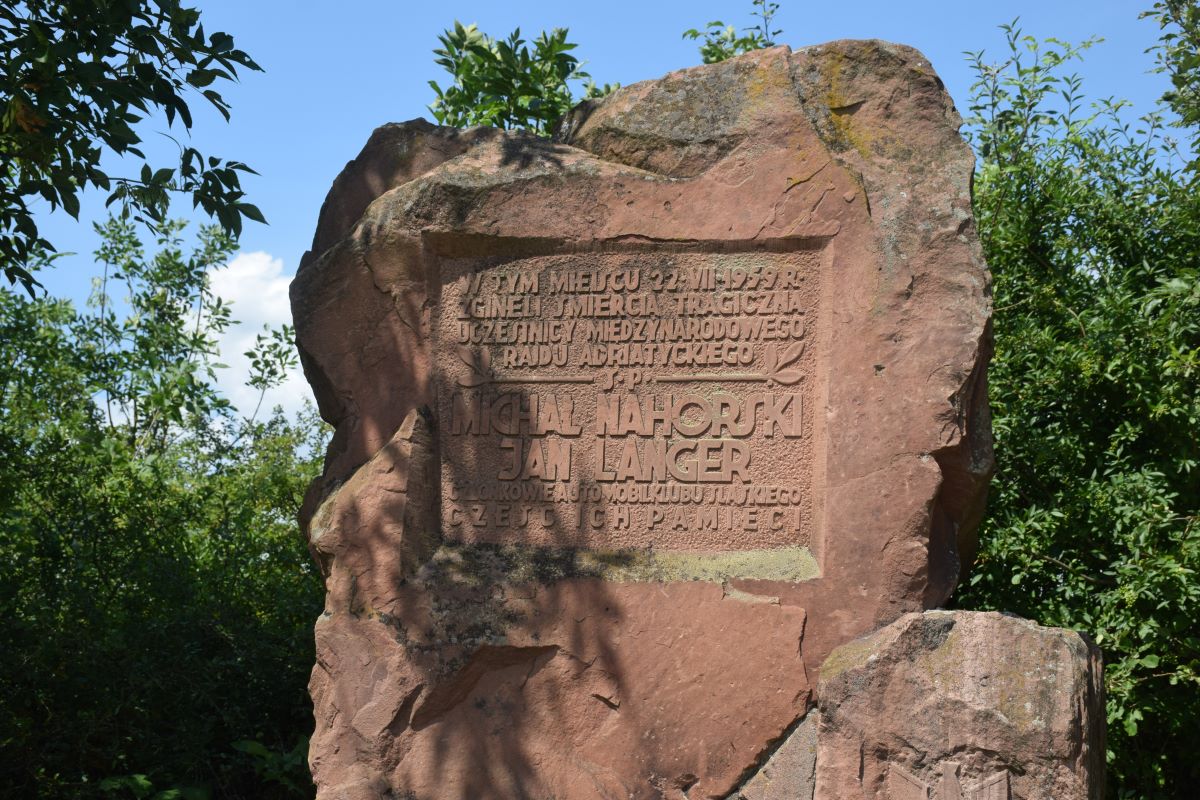 W TYM MIEJSCU 22·VII·1959 R·
ZGINĘLI ŚMIERCIĄ TRAGICZNĄ
UCZESTNICY MIĘDZYNARODOWEGO
RAJDU ADRIATYCKIEGO
Ś·P·
MICHAŁ NAHORSKI
JAN LANGER
CZŁONKOWIE AUTOMOBILKLUBU ŚLĄSKIEGO
CZEŚĆ ICH PAMIĘCI